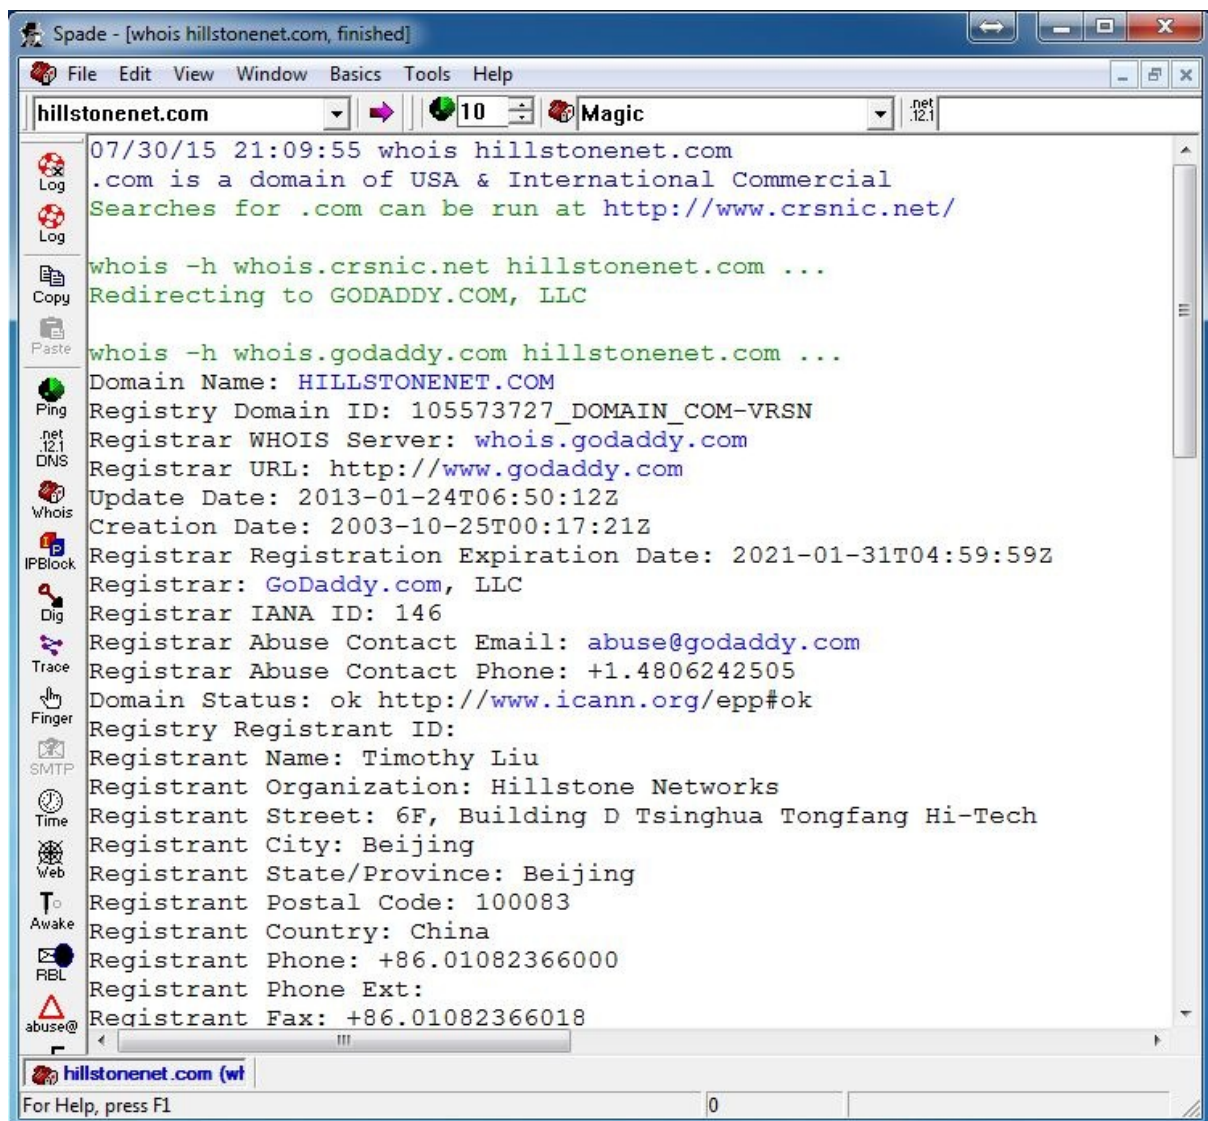 Spade - [whois hillstonenet.com, finished]
File Edit View Window Basics Tools Help
hillstonenet.com 10 Magic .net 12.1
07/30/15 21:09:55 whois hillstonenet.com
.com is a domain of USA & International Commercial
Searches for .com can be run at http://www.crsnic.net/
whois -h whois.crsnic.net hillstonenet.com ...
Redirecting to GODADDY.COM, LLC
whois -h whois.godaddy.com hillstonenet.com ...
Domain Name: HILLSTONENET.COM
Registry Domain ID: 105573727_DOMAIN_COM-VRSN
Registrar WHOIS Server: whois.godaddy.com
Registrar URL: http://www.godaddy.com
Update Date: 2013-01-24T06:50:12Z
Creation Date: 2003-10-25T00:17:21Z
Registrar Registration Expiration Date: 2021-01-31T04:59:59Z
Registrar: GoDaddy.com, LLC
Registrar IANA ID: 146
Registrar Abuse Contact Email: abuse@godaddy.com
Registrar Abuse Contact Phone: +1.4806242505
Domain Status: ok http://www.icann.org/epp#ok
Registry Registrant ID:
Registrant Name: Timothy Liu
Registrant Organization: Hillstone Networks
Registrant Street: 6F, Building D Tsinghua Tongfang Hi-Tech
Registrant City: Beijing
Registrant State/Province: Beijing
Registrant Postal Code: 100083
Registrant Country: China
Registrant Phone: +86.01082366000
Registrant Phone Ext:
Registrant Fax: +86.01082366018
Log
Log
Copy
Paste
Ping
.net
12.1
DNS
Whois
IP
IPBlock
Dig
Trace
Finger
SMTP
Time
Web
Awake
RBL
abuse@
hillstonenet.com (wh
For Help, press F1
0